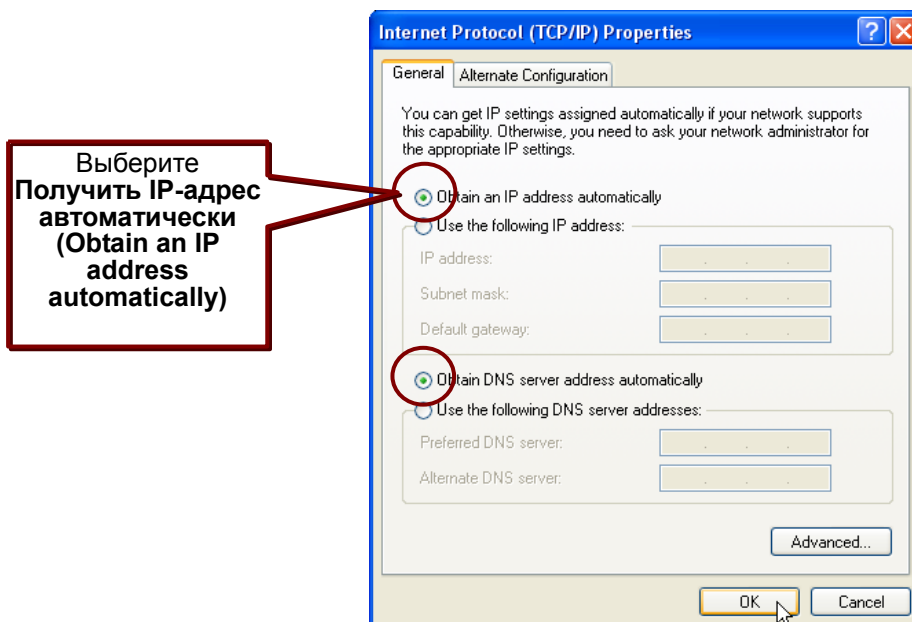 Internet Protocol (TCP/IP) Properties
General
Alternate Configuration
You can get IP settings assigned automatically if your network supports
this capability. Otherwise, you need to ask your network administrator for
the appropriate IP settings.
Выберите
Получить IP-адрес
автоматически
(Obtain an IP
address
automatically)
Obtain an IP address automatically
Use the following IP address:
IP address:
Subnet mask:
Default gateway:
Obtain DNS server address automatically
Use the following DNS server addresses:
Preferred DNS server:
Alternate DNS server:
Advanced...
OK
Cancel